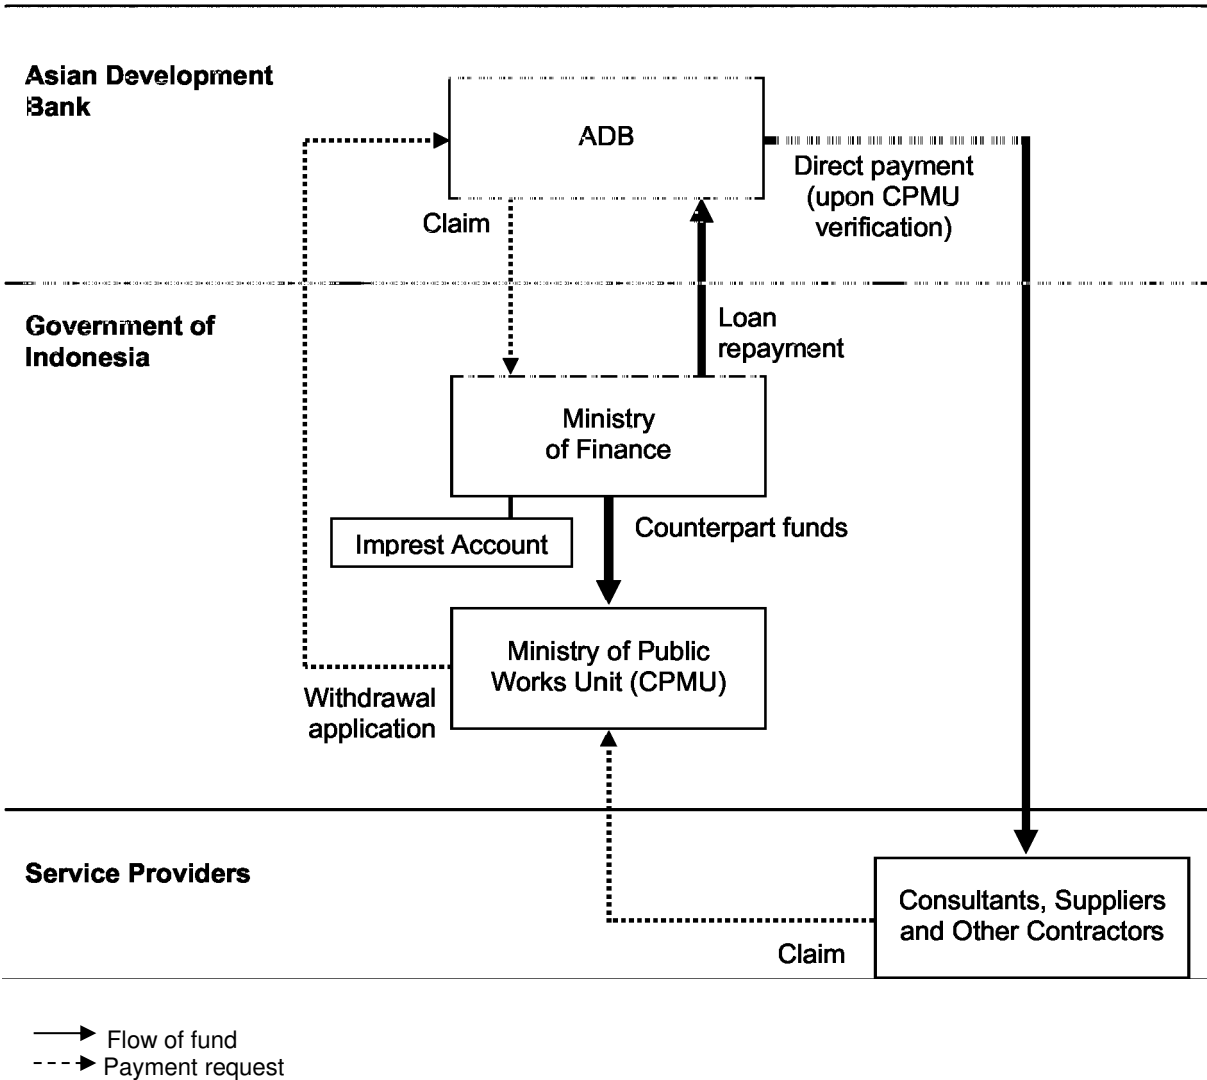 Asian Development
Bank
ADB
Direct payment
(upon CPMU
verification)
Claim
Government of
Indonesia
Loan
repayment
Ministry
of Finance
Counterpart funds
Imprest Account
Ministry of Public
Works Unit (CPMU)
Withdrawal
application
Service Providers
Consultants, Suppliers
and Other Contractors
Claim
Flow of fund
Payment request